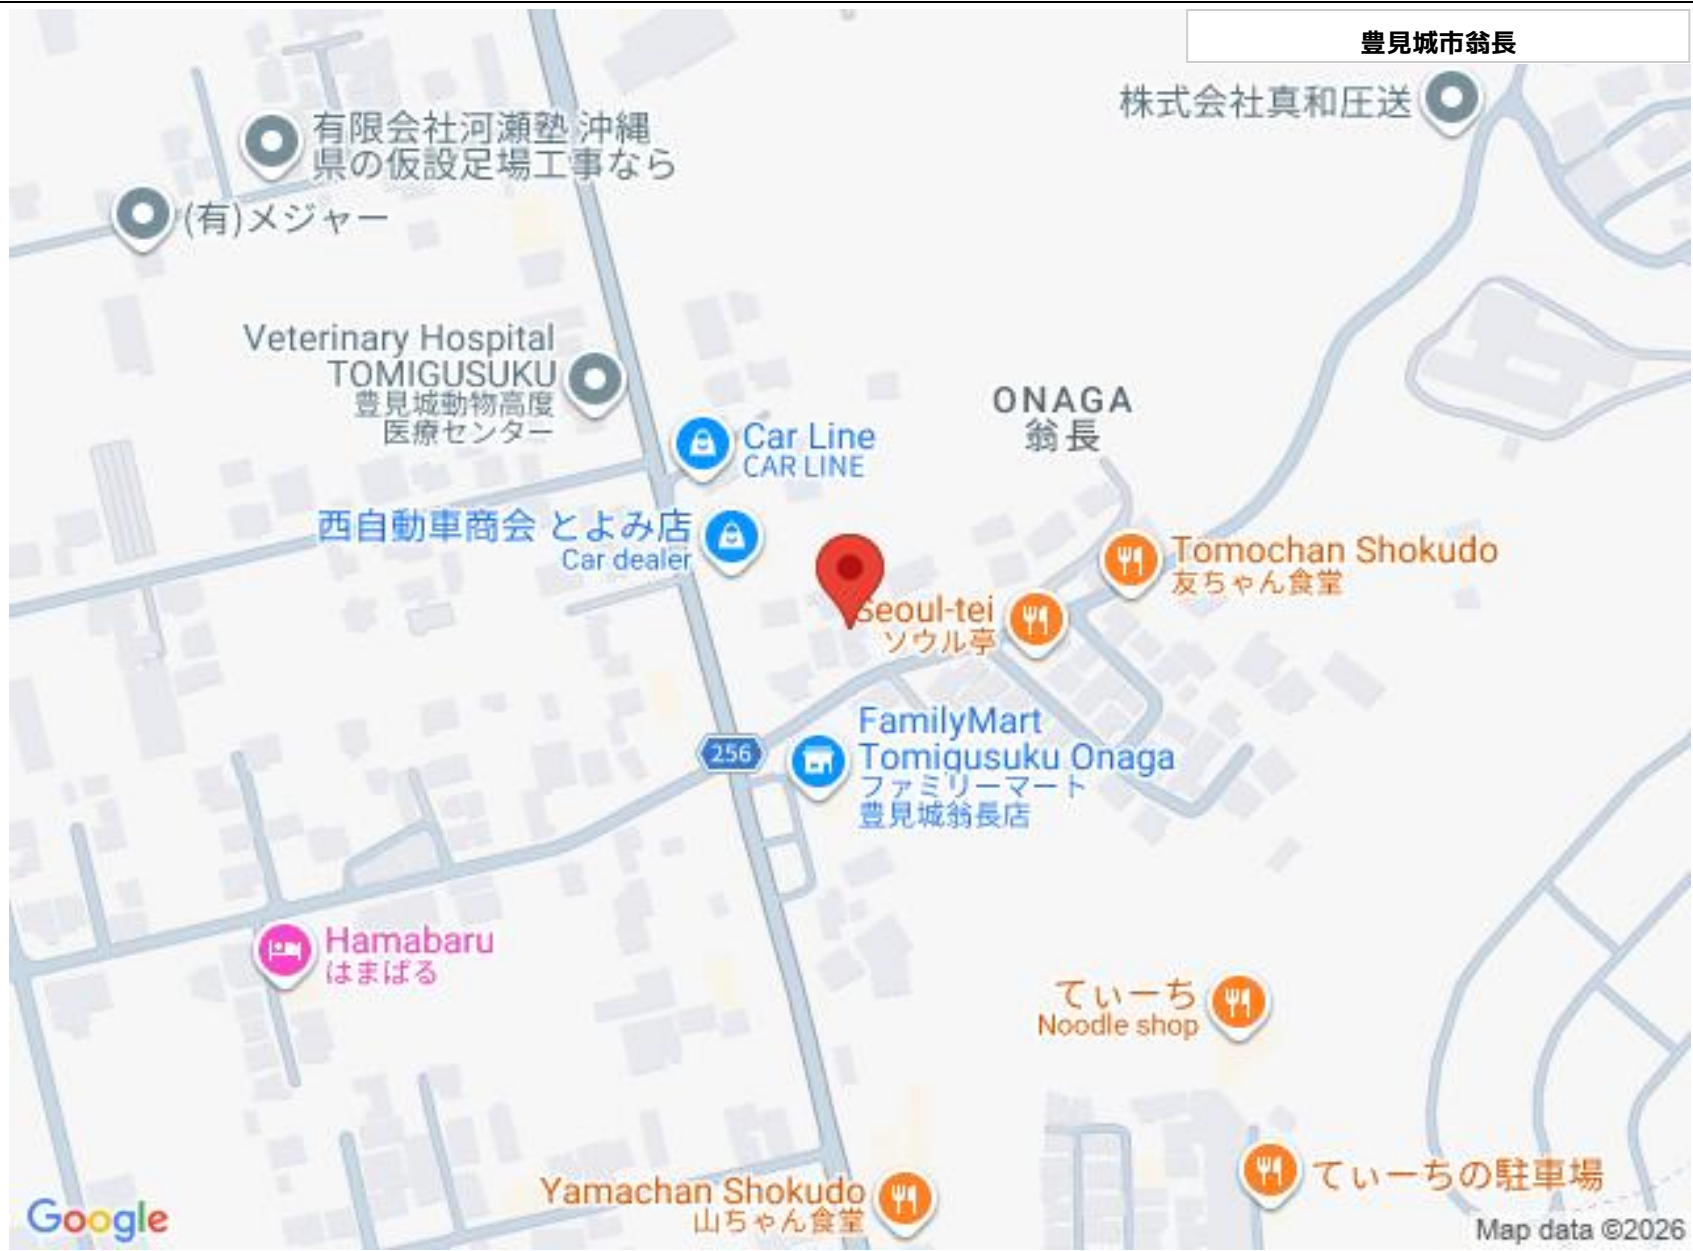 豊見城市翁長
株式会社真和圧送
有限会社河瀬塾 沖縄
県の仮設足場工事なら
(有)メジャー
Veterinary Hospital
TOMIGUSUKU
豊見城動物高度
医療センター
ONAGA
翁長
Car Line
CAR LINE
西自動車商会 とよみ店
Car dealer
Tomochan Shokudo
友ちゃん食堂
Seoul-tei
ソウル亭
FamilyMart
Tomigusuku Onaga
ファミリーマート
豊見城翁長店
256
Hamabaru
はまばる
てぃーち
Noodle shop
てぃーちの駐車場
Yamachan Shokudo
山ちゃん食堂
Google
Map data ©2026